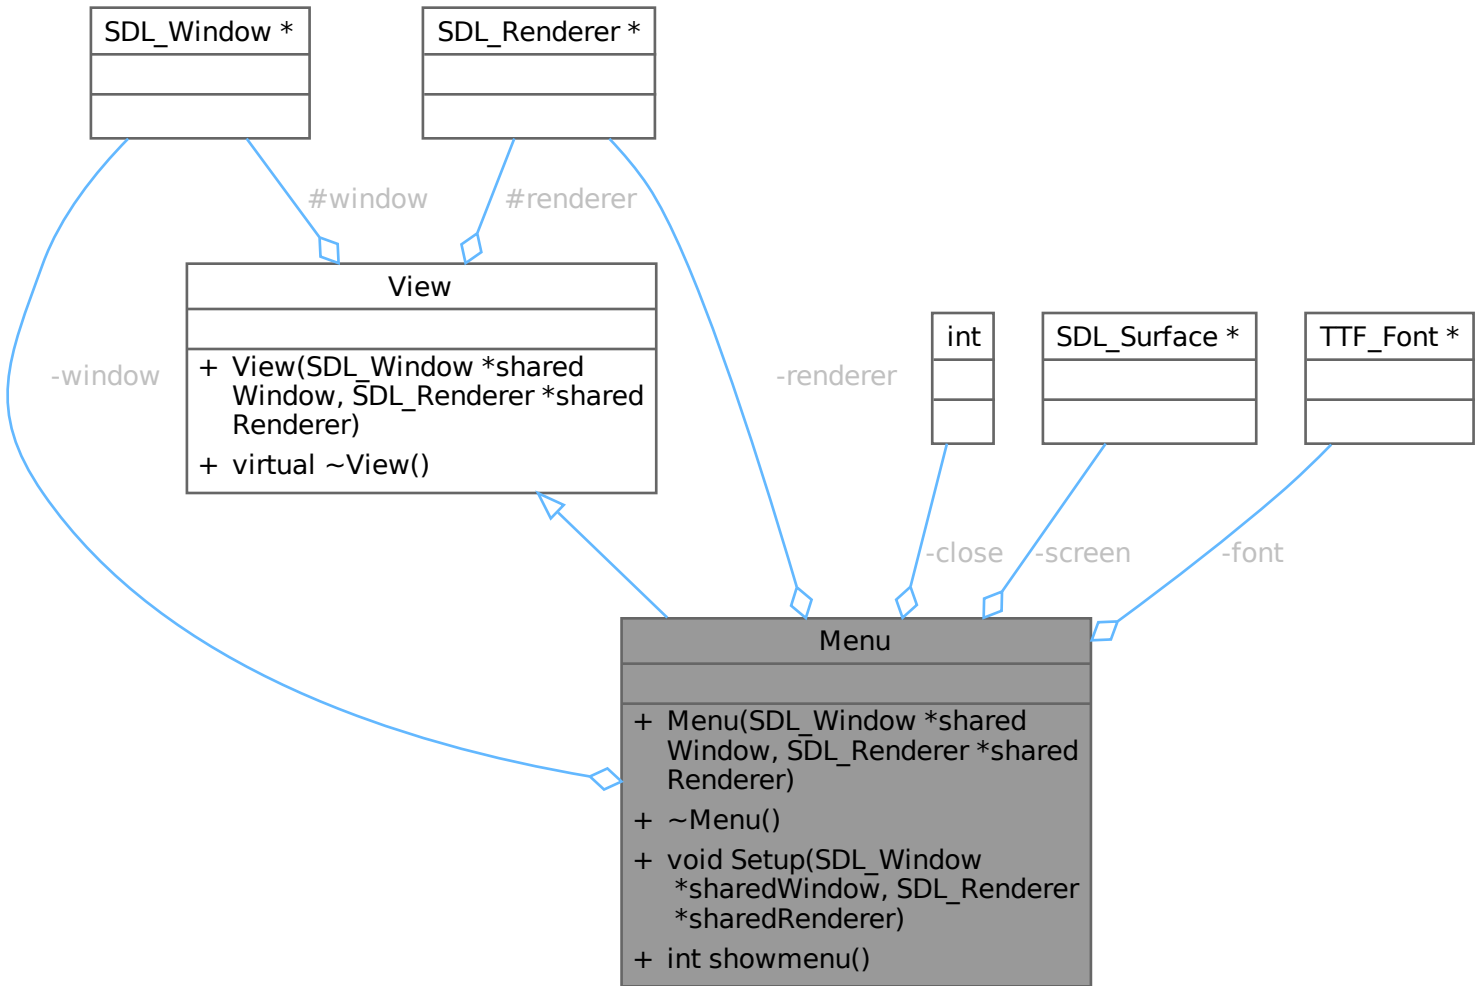 SDL_Window *
SDL_Renderer *
#window
#renderer
View
+ View(SDL_Window *shared
Window, SDL_Renderer *shared
Renderer)
+ virtual ~View()
int
SDL_Surface *
TTF_Font *
-window
-renderer
-close
-screen
-font
Menu
+ Menu(SDL_Window *shared
Window, SDL_Renderer *shared
Renderer)
+ ~Menu()
+ void Setup(SDL_Window
*sharedWindow, SDL_Renderer
*sharedRenderer)
+ int showmenu()